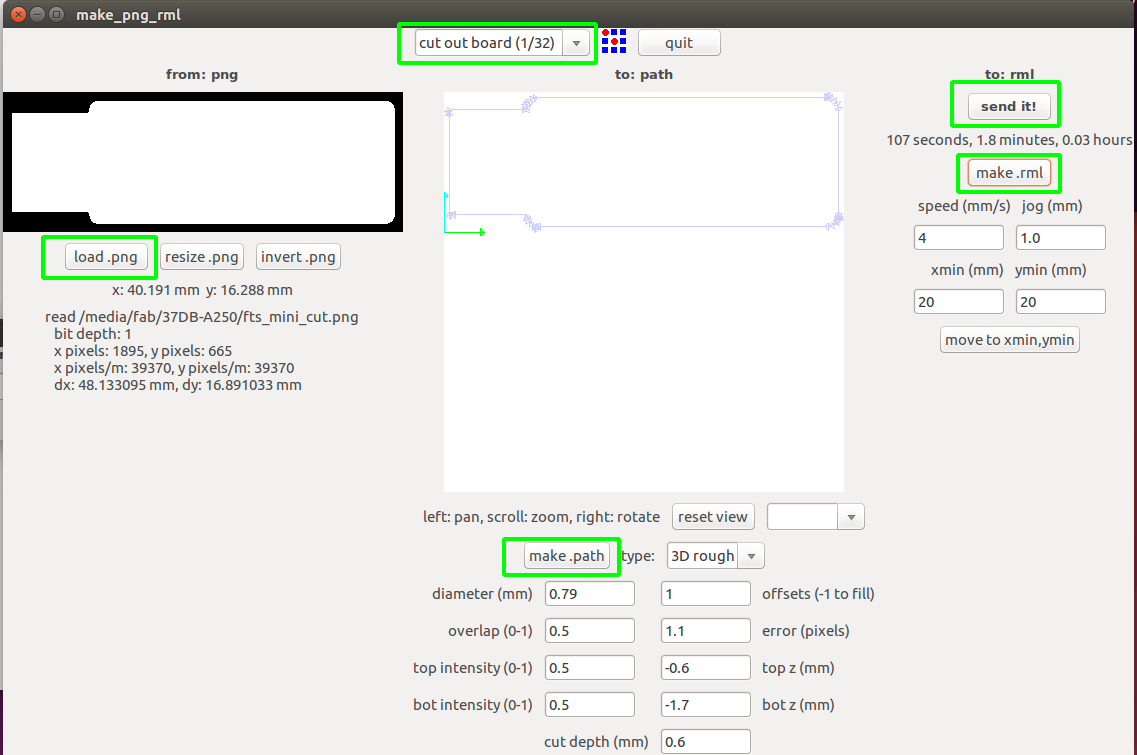 make_png_rml
cut out board (1/32) quit
from: png to: path to: rml
send it!
107 seconds, 1.8 minutes, 0.03 hours
make .rml
speed (mm/s) jog (mm)
4 1.0
xmin (mm) ymin (mm)
20 20
move to xmin,ymin
load .png resize .png invert .png
x: 40.191 mm y: 16.288 mm
read /media/fab/37DB-A250/fts_mini_cut.png
bit depth: 1
x pixels: 1895, y pixels: 665
x pixels/m: 39370, y pixels/m: 39370
dx: 48.133095 mm, dy: 16.891033 mm
left: pan, scroll: zoom, right: rotate reset view
make .path type: 3D rough
diameter (mm) 0.79 1 offsets (-1 to fill)
overlap (0-1) 0.5 1.1 error (pixels)
top intensity (0-1) 0.5 -0.6 top z (mm)
bot intensity (0-1) 0.5 -1.7 bot z (mm)
cut depth (mm) 0.6